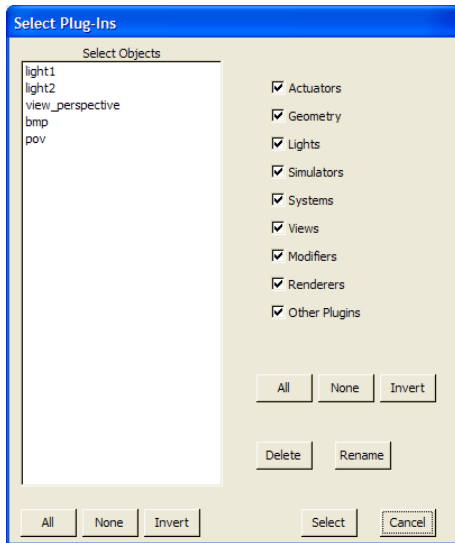 Select Plug-Ins
Select Objects
light1
light2
view_perspective
bmp
pov
Actuators
Geometry
Lights
Simulators
Systems
Views
Modifiers
Renderers
Other Plugins
All None Invert
Delete Rename
All None Invert Select Cancel